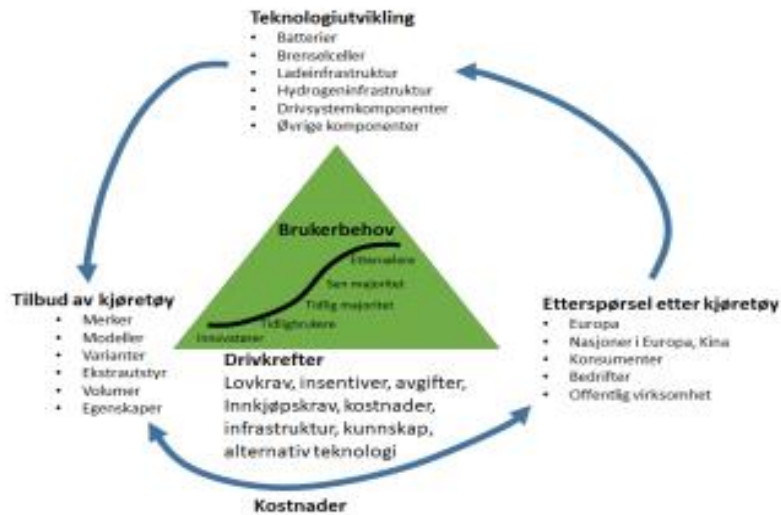 Teknologiutvikling
• Batterier
• Brenselceller
• Ladeinfrastruktur
• Hydrogeninfrastruktur
• Drivsystemkomponenter
• Øvrige komponenter
Brukerbehov
Etternølere
Sen majoritet
Tidlig majoritet
Tidligbrukere
Innovatører
Tilbud av kjøretøy
• Merker
• Modeller
• Varianter
• Ekstrautstyr
• Volumer
• Egenskaper
Etterspørsel etter kjøretøy
• Europa
• Nasjoner i Europa, Kina
• Konsumenter
• Bedrifter
• Offentlig virksomhet
Drivkrefter
Lovkrav, insentiver, avgifter,
Innkjøpskrav, kostnader,
infrastruktur, kunnskap,
alternativ teknologi
Kostnader